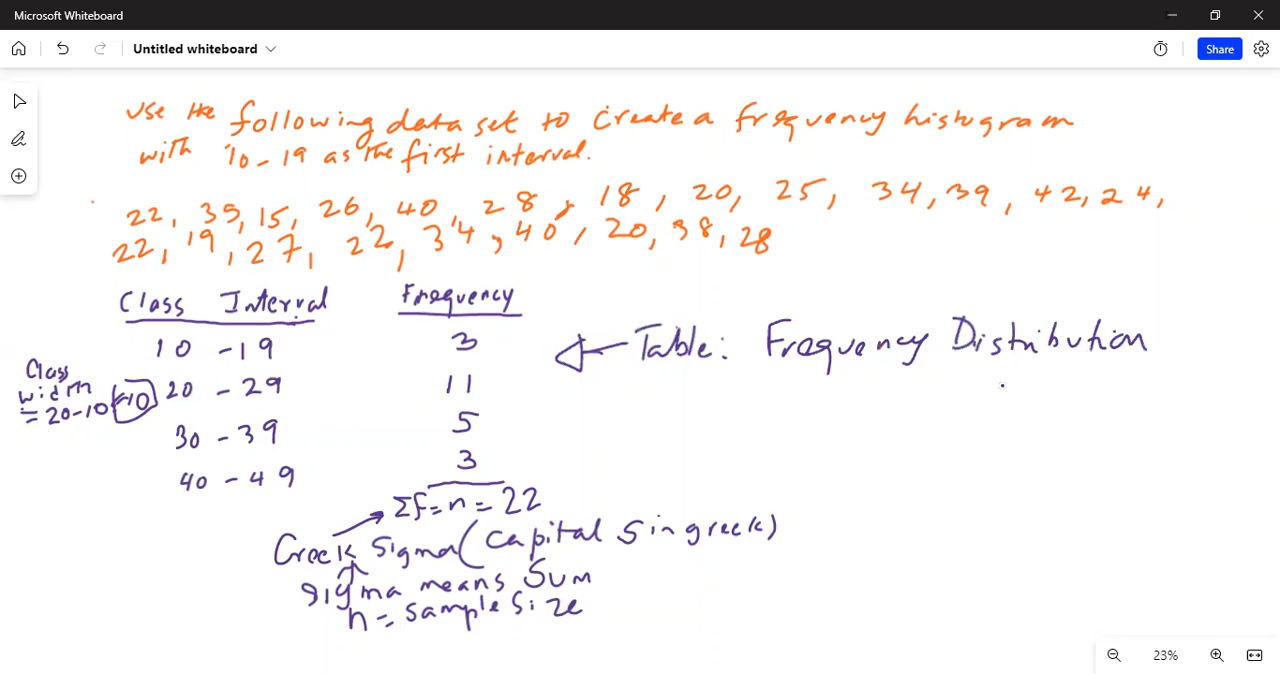 Microsoft Whiteboard
Untitled whiteboard
Share
Use the following data set to create a frequency histogram
with 10-19 as the first interval.
22, 39, 15, 26, 40, 28, 18, 20, 25, 34, 39, 42, 24,
22, 19, 27, 22, 34, 40, 20, 38, 28
Class Interval Frequency
10 - 19 3
20 - 29 11
30 - 39 5
40 - 49 3
Class
width
= 20-10=10
Σf=n=22
Table: Frequency Distribution
Greek Sigma (Capital S in greek)
sigma means Sum
n= sample Size
23%